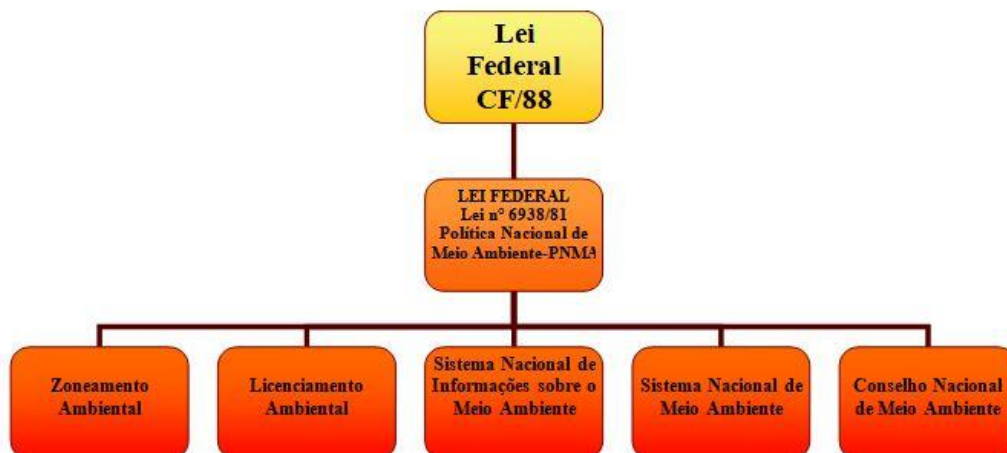 Lei
Federal
CF/88
LEI FEDERAL
Lei n° 6938/81
Política Nacional de
Meio Ambiente-PNMA
Zoneamento
Ambiental
Licenciamento
Ambiental
Sistema Nacional de
Informações sobre o
Meio Ambiente
Sistema Nacional de
Meio Ambiente
Conselho Nacional
de Meio Ambiente